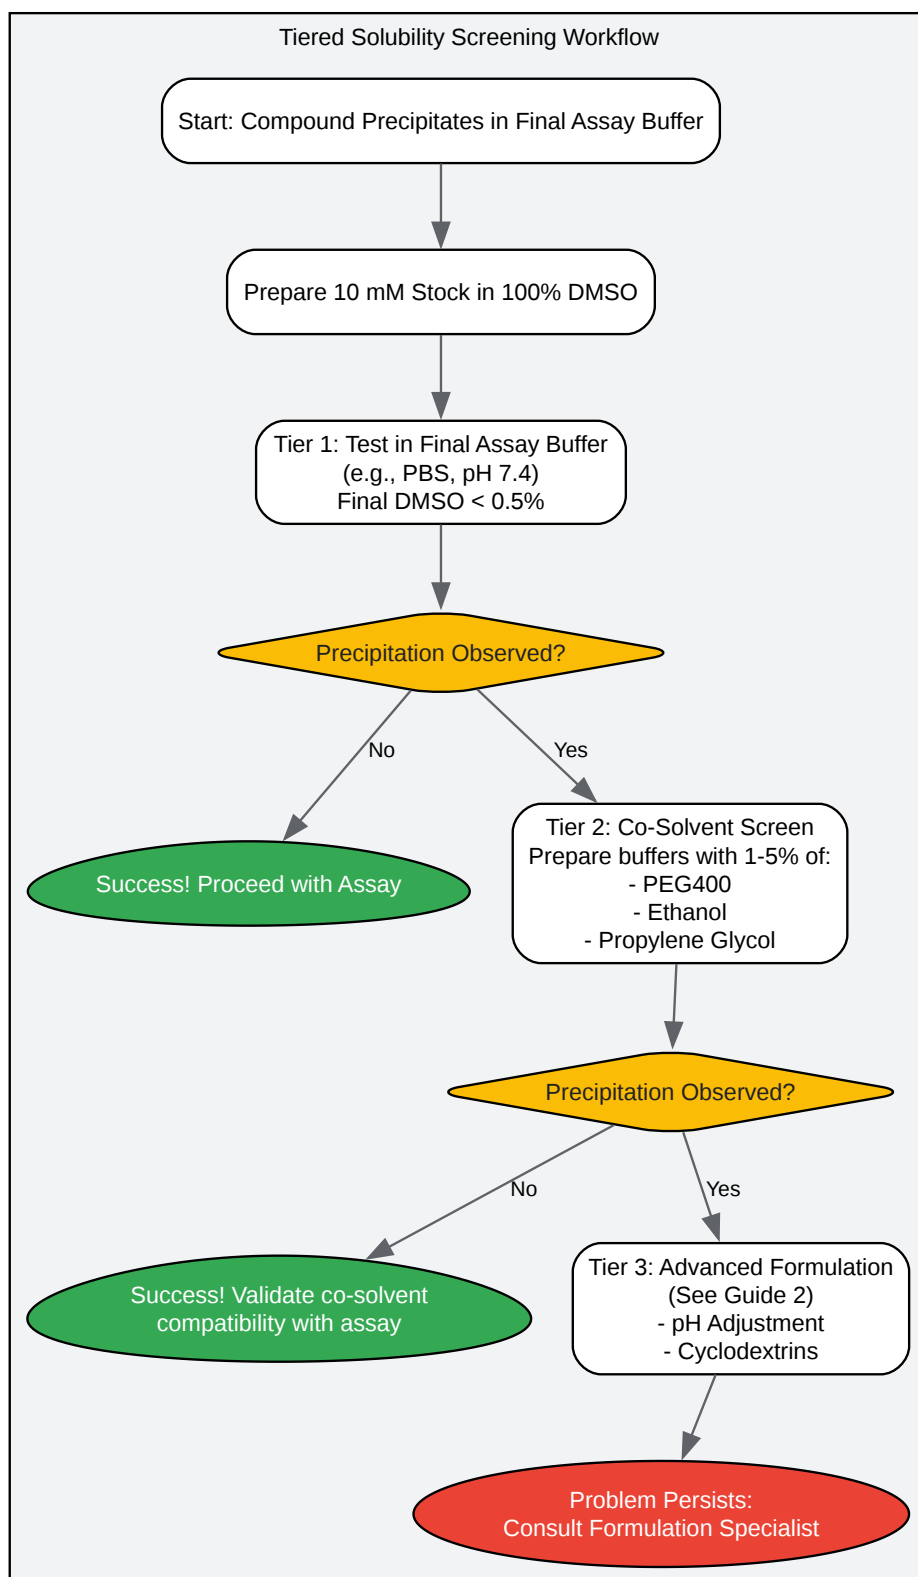 Tiered Solubility Screening Workflow
Start: Compound Precipitates in Final Assay Buffer
Prepare 10 mM Stock in 100% DMSO
Tier 1: Test in Final Assay Buffer
(e.g., PBS, pH 7.4)
Final DMSO < 0.5%
Precipitation Observed?
No
Yes
Success! Proceed with Assay
Tier 2: Co-Solvent Screen
Prepare buffers with 1-5% of:
- PEG400
- Ethanol
- Propylene Glycol
Precipitation Observed?
No
Yes
Success! Validate co-solvent
compatibility with assay
Tier 3: Advanced Formulation
(See Guide 2)
- pH Adjustment
- Cyclodextrins
Problem Persists:
Consult Formulation Specialist